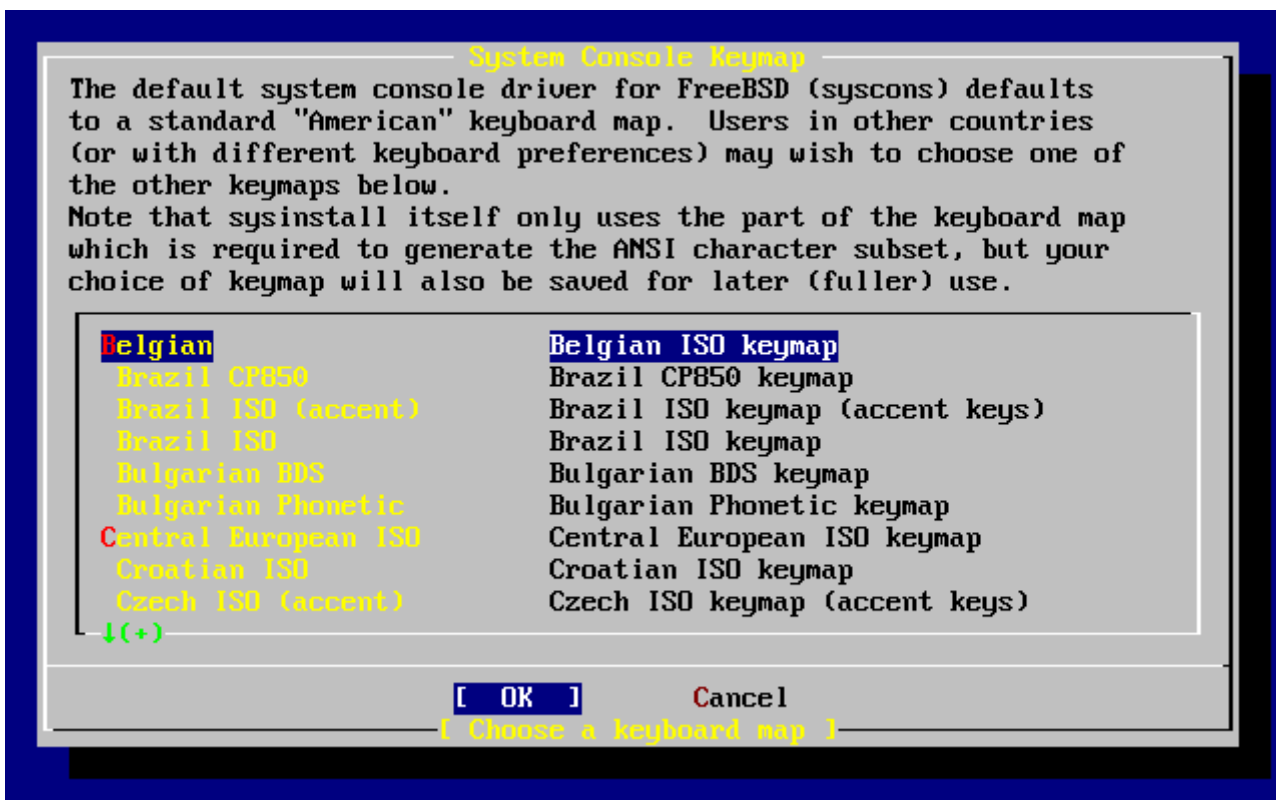 System Console Keymap
The default system console driver for FreeBSD (syscons) defaults
to a standard "American" keyboard map.  Users in other countries
(or with different keyboard preferences) may wish to choose one of
the other keymaps below.
Note that sysinstall itself only uses the part of the keyboard map
which is required to generate the ANSI character subset, but your
choice of keymap will also be saved for later (fuller) use.
Belgian Belgian ISO keymap
Brazil CP850 Brazil CP850 keymap
Brazil ISO (accent) Brazil ISO keymap (accent keys)
Brazil ISO Brazil ISO keymap
Bulgarian BDS Bulgarian BDS keymap
Bulgarian Phonetic Bulgarian Phonetic keymap
Central European ISO Central European ISO keymap
Croatian ISO Croatian ISO keymap
Czech ISO (accent) Czech ISO keymap (accent keys)
↓(+)
[ OK ] Cancel
[ Choose a keyboard map ]